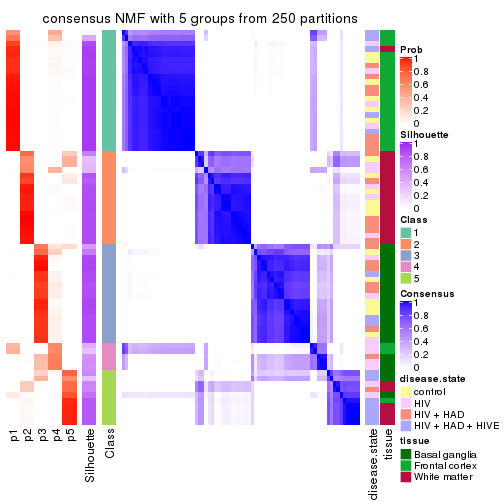 consensus NMF with 5 groups from 250 partitions
Prob
1
0.8
0.6
0.4
0.2
0
Silhouette
1
0.8
0.6
0.4
0.2
0
Class
1
2
3
4
5
Consensus
1
0.8
0.6
0.4
0.2
0
disease.state
control
HIV
HIV + HAD
HIV + HAD + HIVE
tissue
Basal ganglia
Frontal cortex
White matter
p1
p2
p3
p4
p5
Silhouette
Class
disease.state
tissue